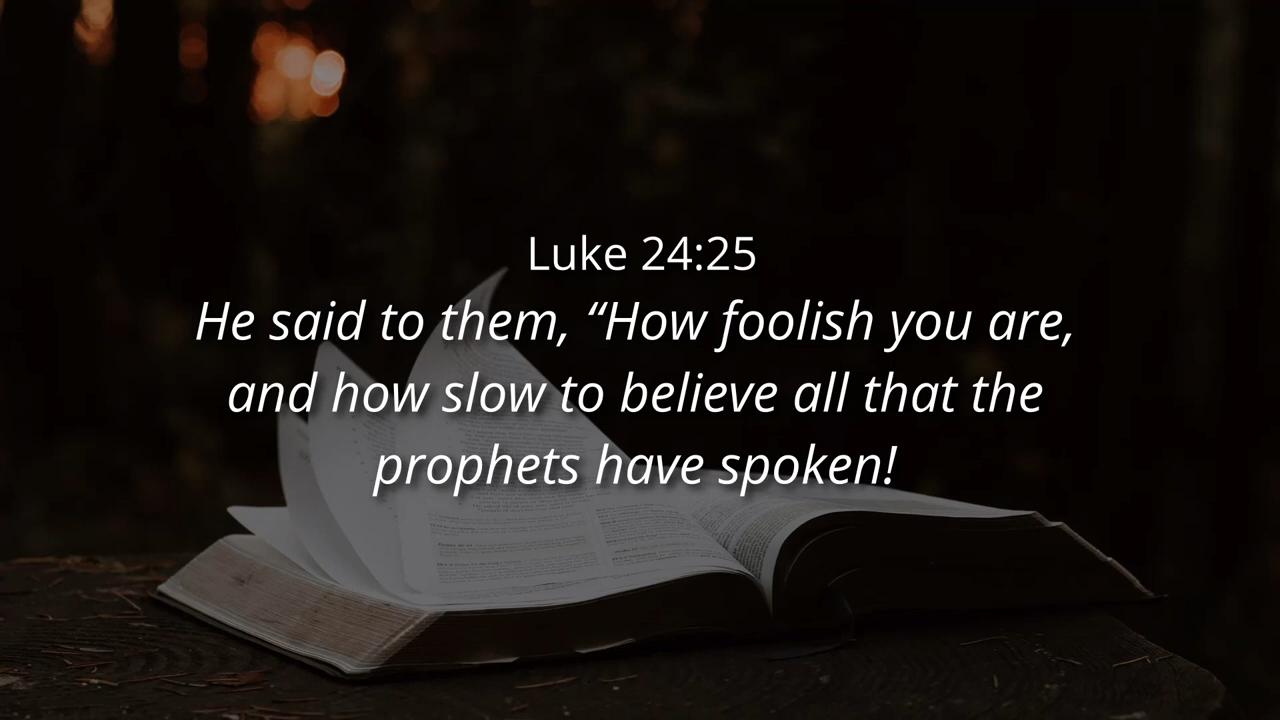 Luke 24:25
He said to them, “How foolish you are,
and how slow to believe all that the
prophets have spoken!